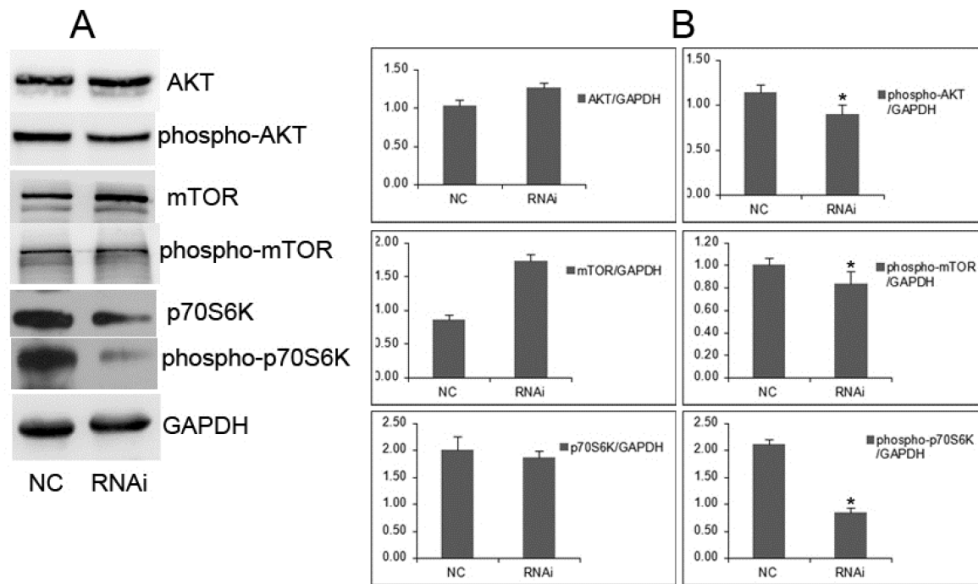 A
AKT
phospho-AKT
mTOR
phospho-mTOR
p70S6K
phospho-p70S6K
GAPDH
NC RNAi
B
1.50
1.00
0.50
0.00
NC RNAi
AKT/GAPDH
1.50
1.00
0.50
0.00
*
NC RNAi
phospho-AKT
/GAPDH
2.00
1.50
1.00
0.50
0.00
NC RNAi
mTOR/GAPDH
1.20
1.00
0.80
0.60
0.40
0.20
0.00
*
NC RNAi
phospho-mTOR
/GAPDH
2.50
2.00
1.50
1.00
0.50
0.00
NC RNAi
p70S6K/GAPDH
2.50
2.00
1.50
1.00
0.50
0.00
*
NC RNAi
phospho-p70S6K
/GAPDH